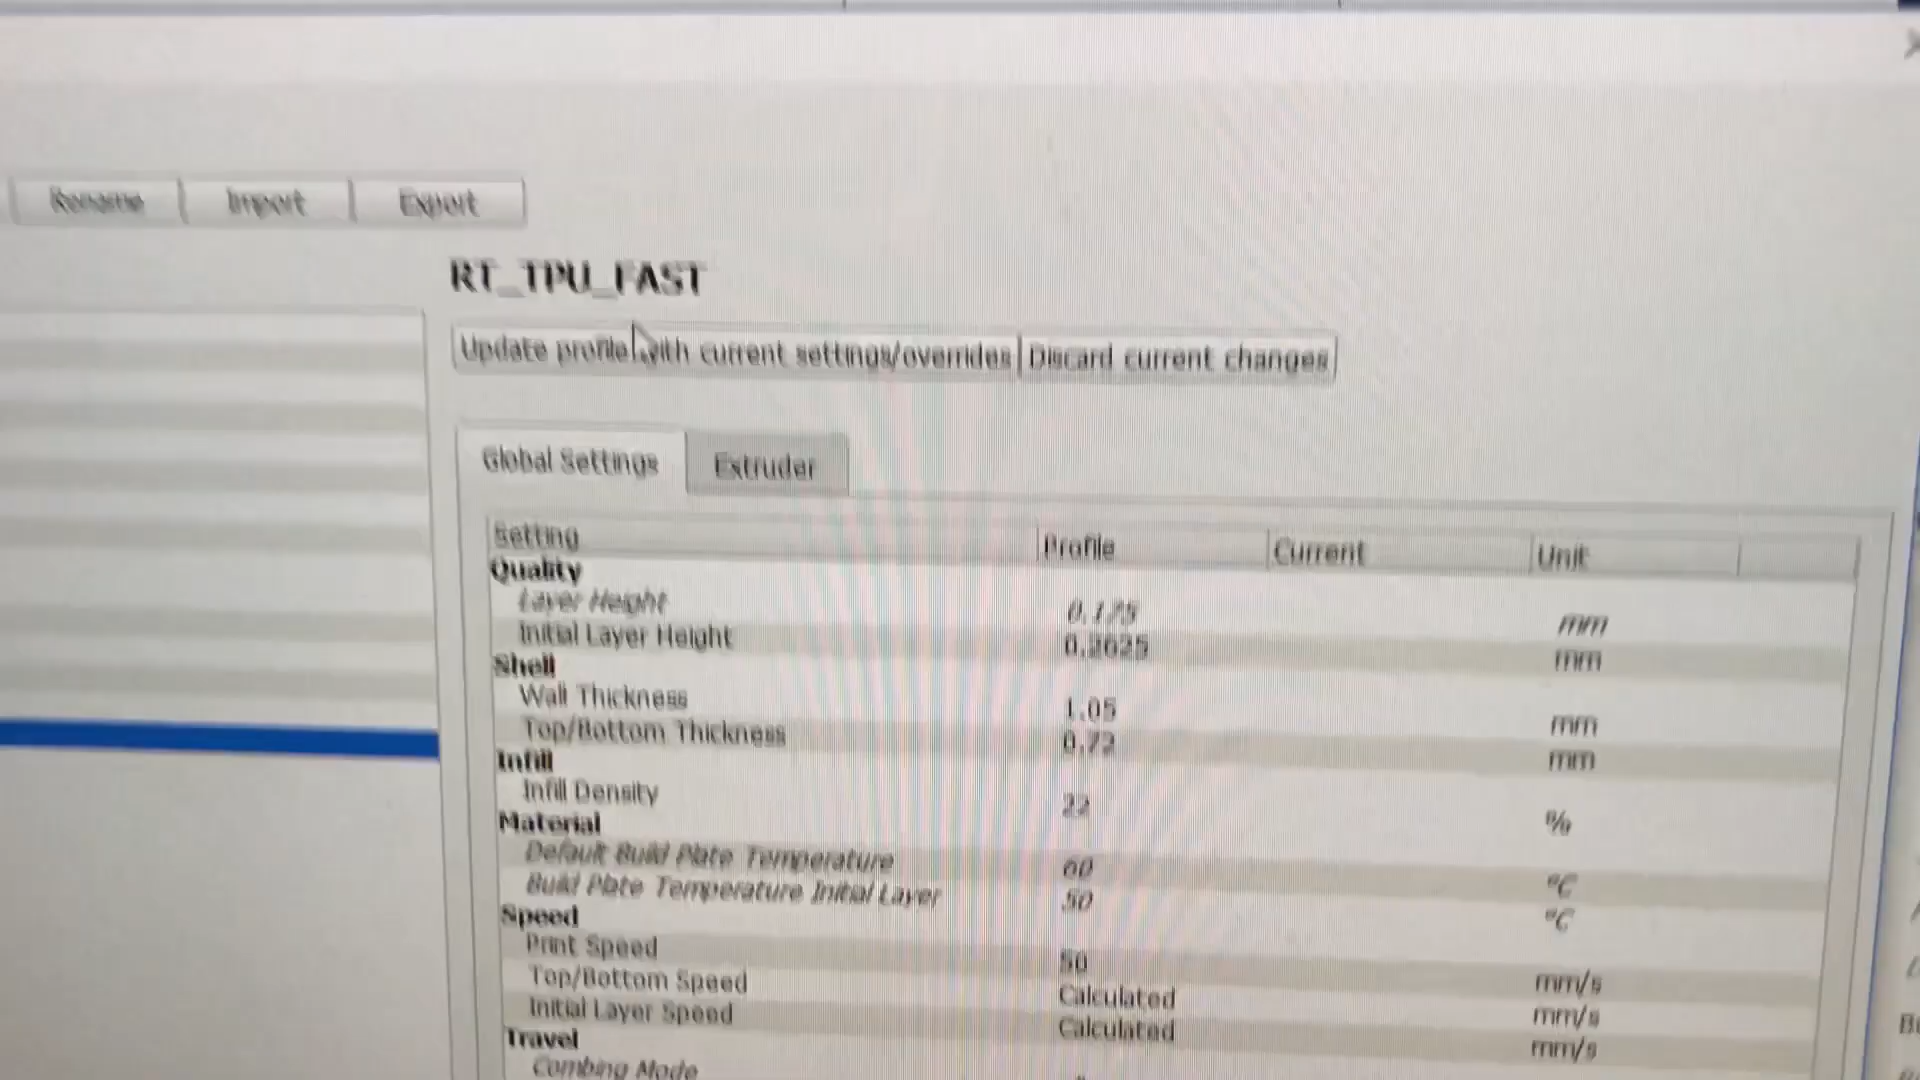 Rename Import Export
RT_TPU_FAST
Update profile with current settings/overrides Discard current changes
Global Settings Extruder
Setting Profile Current Unit
Quality
Layer Height 0.175 mm
Initial Layer Height 0.2625 mm
Shell
Wall Thickness 1.05 mm
Top/Bottom Thickness 0.72 mm
Infill
Infill Density 22 %
Material
Default Build Plate Temperature 60 °C
Build Plate Temperature Initial Layer 50 °C
Speed
Print Speed 50 mm/s
Top/Bottom Speed Calculated mm/s
Initial Layer Speed Calculated mm/s
Travel
Combing Mode